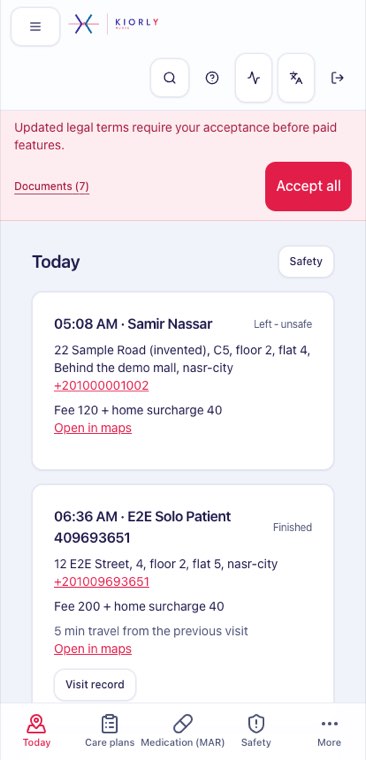 KIORLY
Updated legal terms require your acceptance before paid
features.
Documents (7)
Accept all
Today
Safety
05:08 AM · Samir Nassar
Left - unsafe
22 Sample Road (invented), C5, floor 2, flat 4,
Behind the demo mall, nasr-city
+201000001002
Fee 120 + home surcharge 40
Open in maps
06:36 AM · E2E Solo Patient
409693651
Finished
12 E2E Street, 4, floor 2, flat 5, nasr-city
+201009693651
Fee 200 + home surcharge 40
5 min travel from the previous visit
Open in maps
Visit record
Today
Care plans
Medication (MAR)
Safety
More